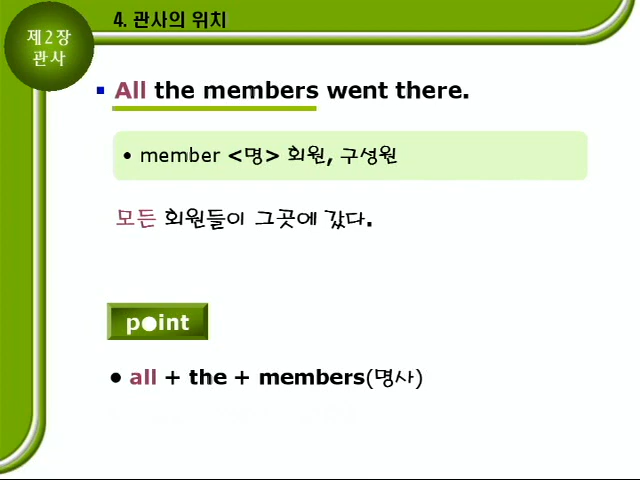 제2장
관사
4. 관사의 위치
▪ All the members went there.
• member <명> 회원, 구성원
모든 회원들이 그곳에 갔다.
point
● all + the + members(명사)